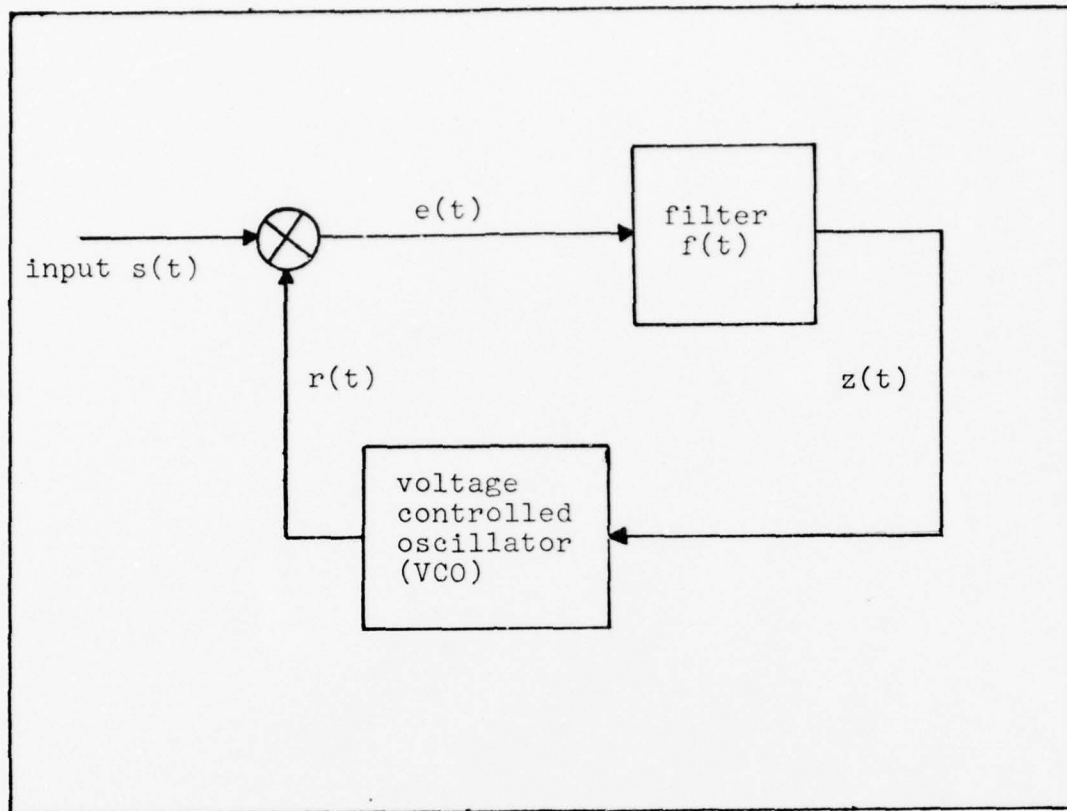 e(t)
filter
f(t)
input s(t)
r(t)
z(t)
voltage
controlled
oscillator
(VCO)